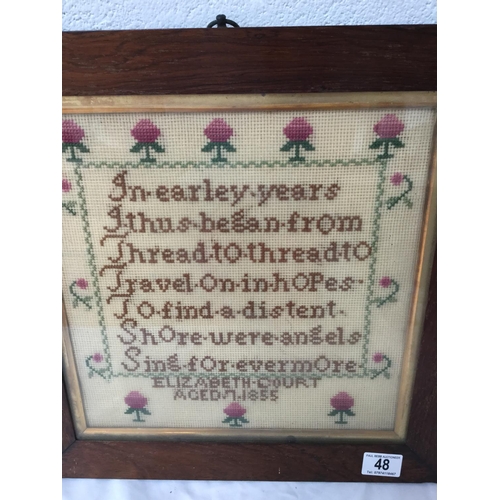 In·earley·years
I thus·began·from
Thread·to·thread·to
Travel·On·in·hOPes·
TO·find·a·distent·
Shore·were·angels
Sing·for·evermore·
ELIZABETH·COURT
AGED·7·1855
48